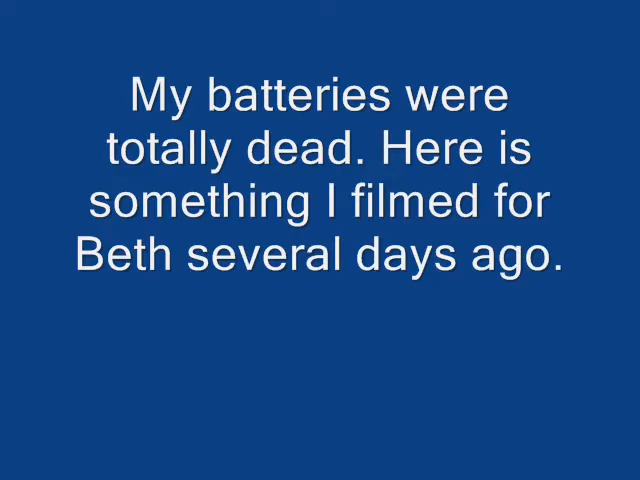 My batteries were
totally dead. Here is
something I filmed for
Beth several days ago.